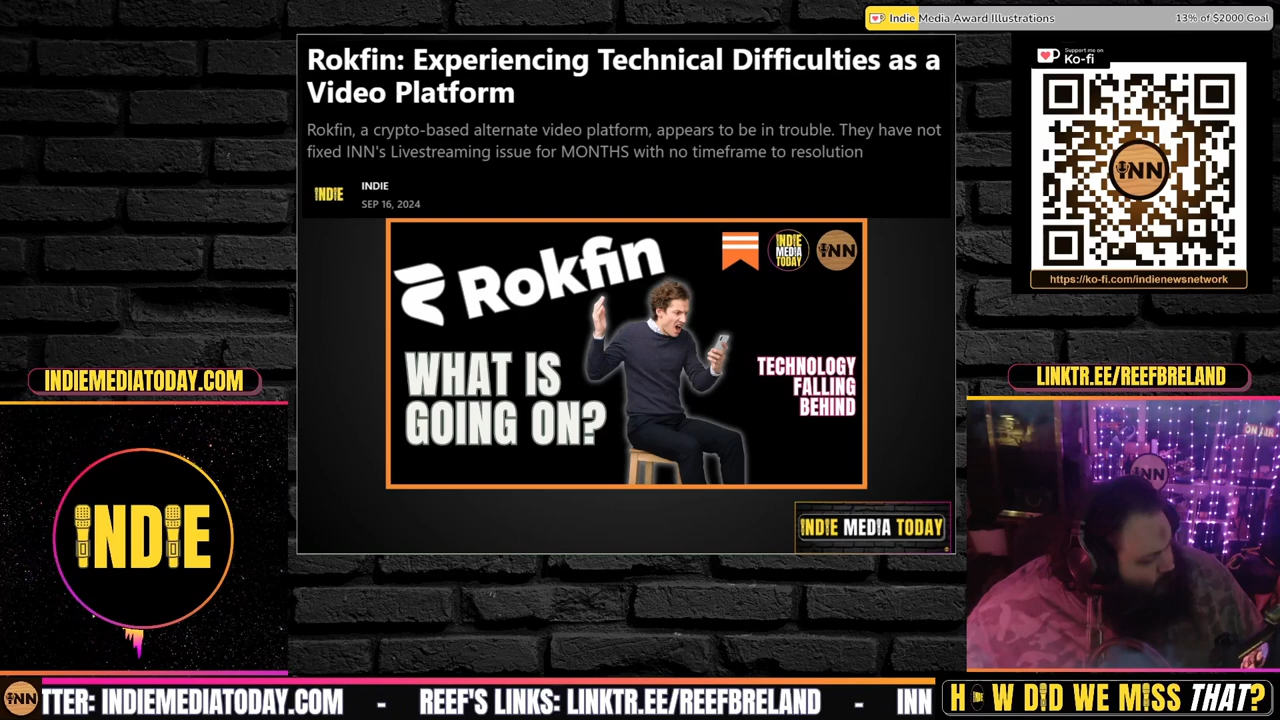 Indie Media Award Illustrations
13% of $2000 Goal
Rokfin: Experiencing Technical Difficulties as a
Video Platform
Rokfin, a crypto-based alternate video platform, appears to be in trouble. They have not
fixed INN's Livestreaming issue for MONTHS with no timeframe to resolution
INDIE
INDIE
SEP 16, 2024
Rokfin
INDIE
MEDIA
TODAY
INN
WHAT IS
GOING ON?
TECHNOLOGY
FALLING
BEHIND
INDIE MEDIA TODAY
Support me on
Ko-fi
INN
https://ko-fi.com/indienewsnetwork
INDIEMEDIATODAY.COM
INDIE
LINKTR.EE/REEFBRELAND
INN
ON AIR
INN
TTER: INDIEMEDIATODAY.COM - REEF'S LINKS: LINKTR.EE/REEFBRELAND - INN
HOW DID WE MISS THAT?